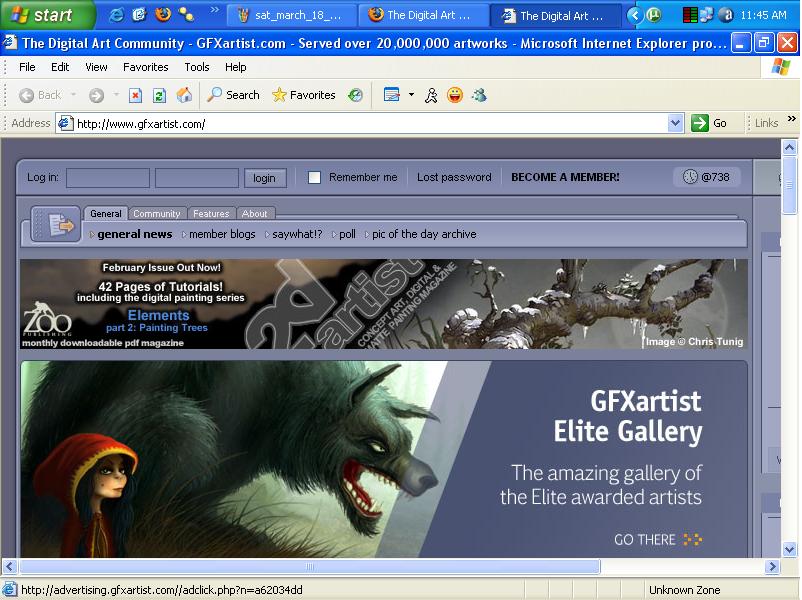 start
sat_march_18_...
The Digital Art ...
The Digital Art ...
11:45 AM
The Digital Art Community - GFXartist.com - Served over 20,000,000 artworks - Microsoft Internet Explorer pro...
File Edit View Favorites Tools Help
Back Search Favorites
Address http://www.gfxartist.com/ Go Links
Log in: login Remember me Lost password BECOME A MEMBER! @738
General Community Features About
general news member blogs saywhat!? poll pic of the day archive
February Issue Out Now!
42 Pages of Tutorials!
including the digital painting series
Elements
part 2: Painting Trees
ZOO
PUBLISHING
monthly downloadable pdf magazine
2d artist
CONCEPT ART, DIGITAL &
MATTE PAINTING MAGAZINE
Image © Chris Tunig
GFXartist
Elite Gallery
The amazing gallery of
the Elite awarded artists
GO THERE
http://advertising.gfxartist.com//adclick.php?n=a62034dd Unknown Zone